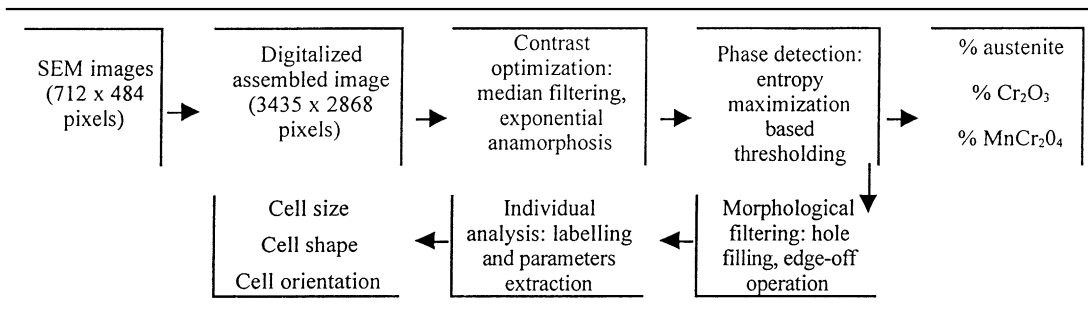 SEM images
(712 x 484
pixels)
Digitalized
assembled image
(3435 x 2868
pixels)
Contrast
optimization:
median filtering,
exponential
anamorphosis
Phase detection:
entropy
maximization
based
thresholding
% austenite
% Cr₂O₃
% MnCr₂0₄
Morphological
filtering: hole
filling, edge-off
operation
Individual
analysis: labelling
and parameters
extraction
Cell size
Cell shape
Cell orientation